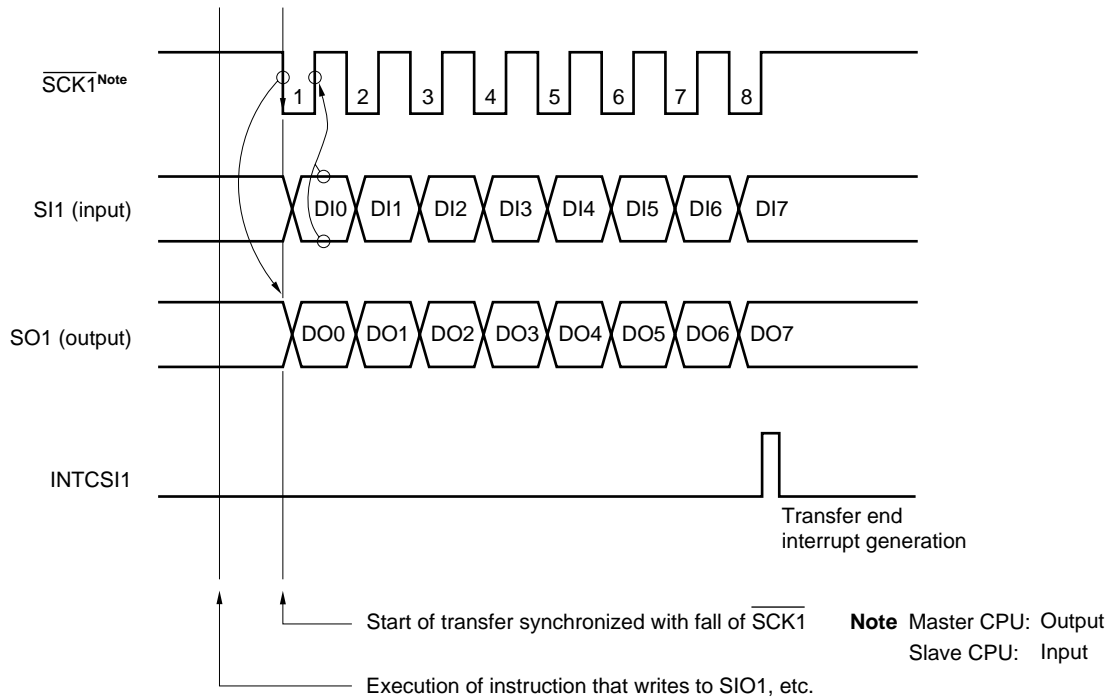 SCK1 Note
1 2 3 4 5 6 7 8
SI1 (input)
DI0 DI1 DI2 DI3 DI4 DI5 DI6 DI7
SO1 (output)
DO0 DO1 DO2 DO3 DO4 DO5 DO6 DO7
INTCSI1
Transfer end
interrupt generation
Start of transfer synchronized with fall of SCK1
Note Master CPU: Output
Slave CPU: Input
Execution of instruction that writes to SIO1, etc.